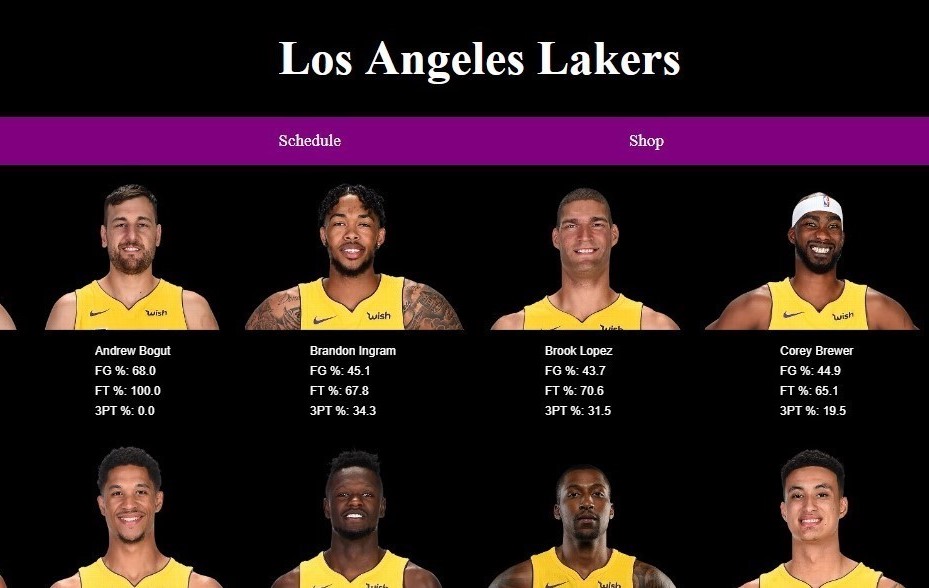 Los Angeles Lakers
Schedule Shop
wish wish wish wish
Andrew Bogut Brandon Ingram Brook Lopez Corey Brewer
FG %: 68.0 FG %: 45.1 FG %: 43.7 FG %: 44.9
FT %: 100.0 FT %: 67.8 FT %: 70.6 FT %: 65.1
3PT %: 0.0 3PT %: 34.3 3PT %: 31.5 3PT %: 19.5
wish wish wish